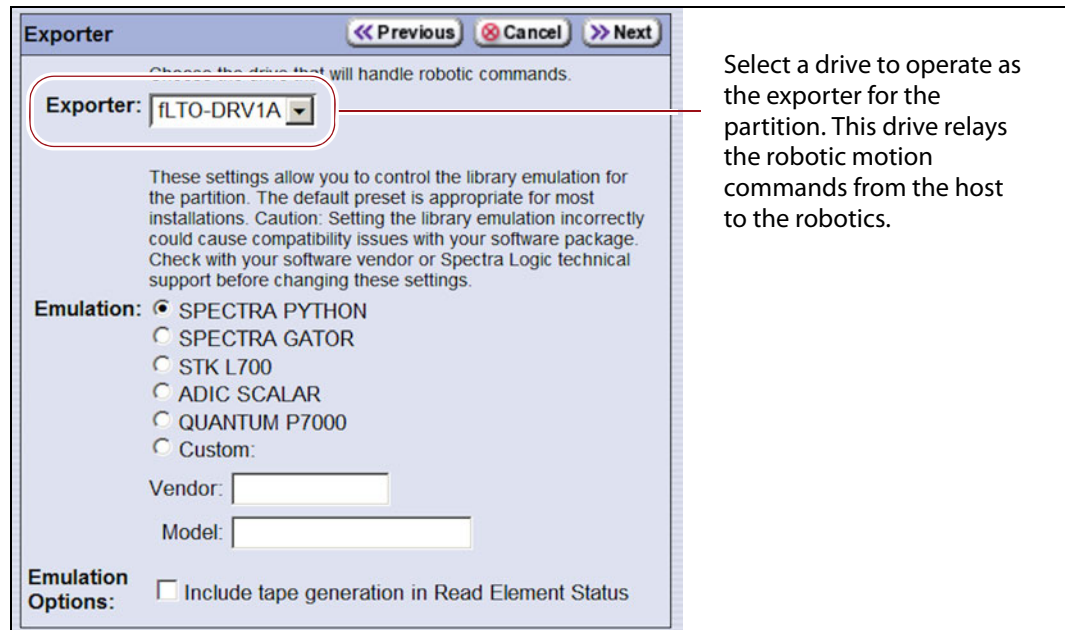 Exporter
Previous
Cancel
Next
Choose the drive that will handle robotic commands.
Exporter: fLTO-DRV1A
These settings allow you to control the library emulation for
the partition. The default preset is appropriate for most
installations. Caution: Setting the library emulation incorrectly
could cause compatibility issues with your software package.
Check with your software vendor or Spectra Logic technical
support before changing these settings.
Emulation: SPECTRA PYTHON
SPECTRA GATOR
STK L700
ADIC SCALAR
QUANTUM P7000
Custom:
Vendor:
Model:
Emulation
Options:
Include tape generation in Read Element Status
Select a drive to operate as
the exporter for the
partition. This drive relays
the robotic motion
commands from the host
to the robotics.